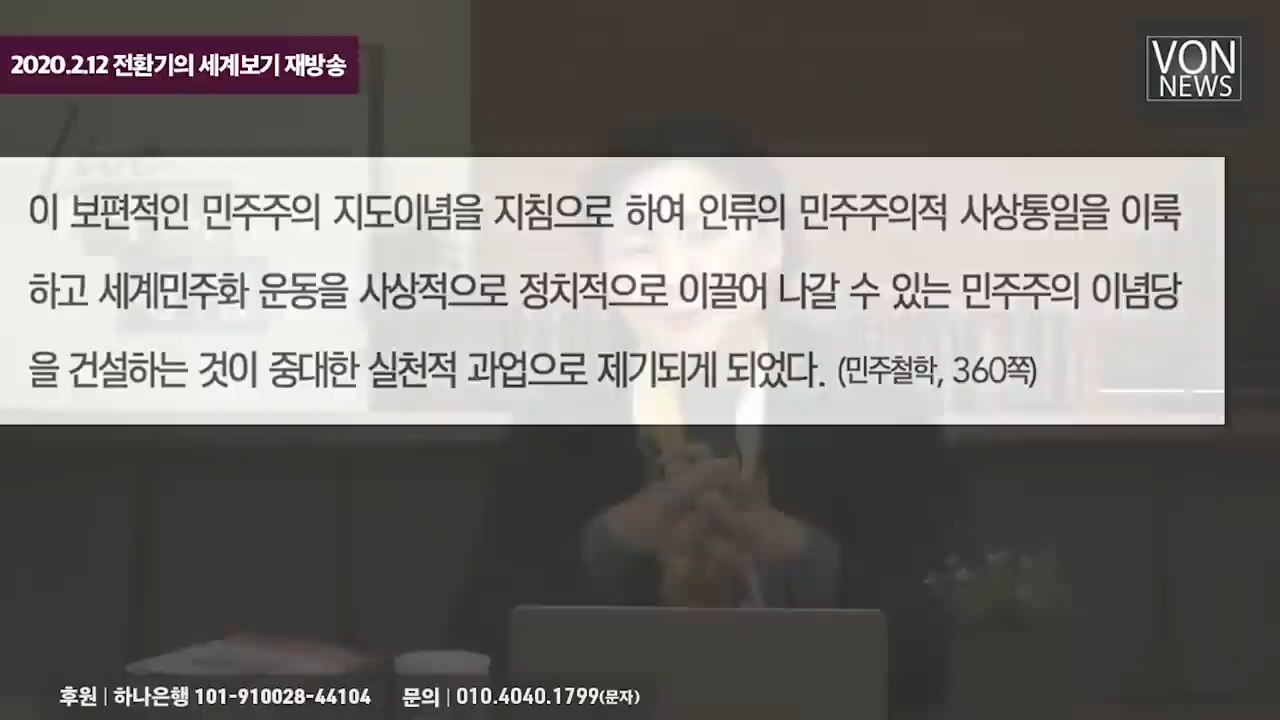 2020.2.12 전환기의 세계보기 재방송
VON
NEWS
이 보편적인 민주주의 지도이념을 지침으로 하여 인류의 민주주의적 사상통일을 이룩
하고 세계민주화 운동을 사상적으로 정치적으로 이끌어 나갈 수 있는 민주주의 이념당
을 건설하는 것이 중대한 실천적 과업으로 제기되게 되었다. (민주철학, 360쪽)
후원 | 하나은행 101-910028-44104 문의 | 010.4040.1799(문자)